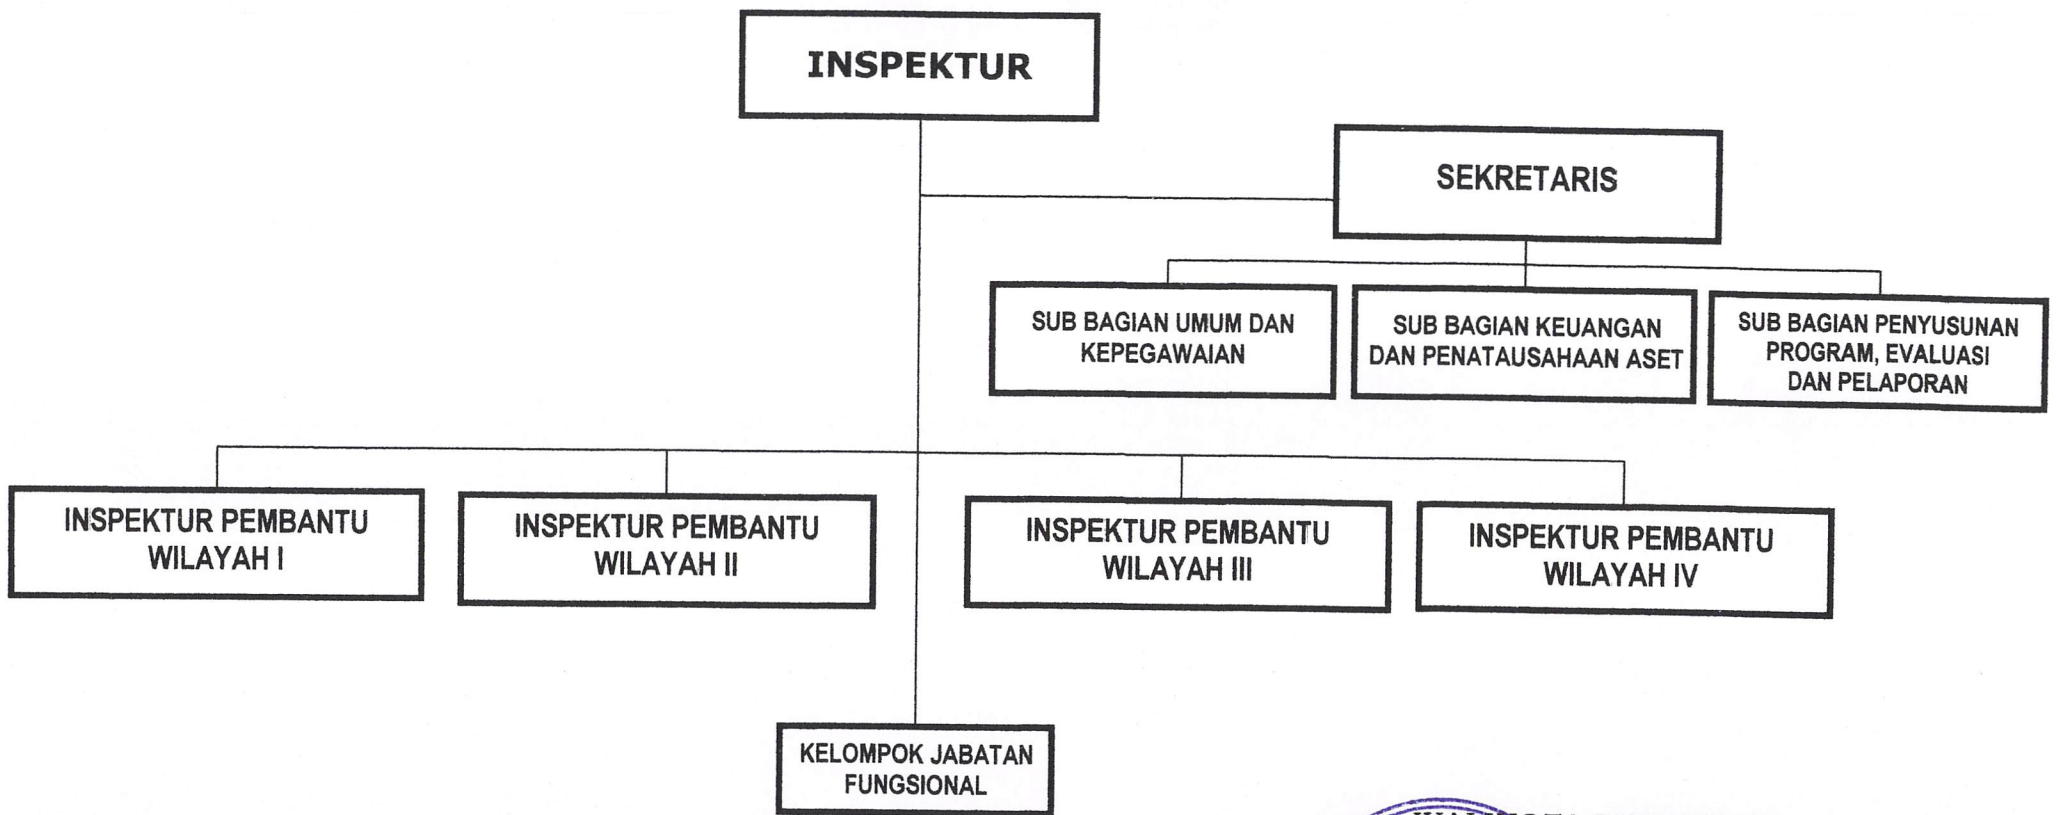 INSPEKTUR
SEKRETARIS
SUB BAGIAN UMUM DAN
KEPEGAWAIAN
SUB BAGIAN KEUANGAN
DAN PENATAUSAHAAN ASET
SUB BAGIAN PENYUSUNAN
PROGRAM, EVALUASI
DAN PELAPORAN
INSPEKTUR PEMBANTU
WILAYAH I
INSPEKTUR PEMBANTU
WILAYAH II
INSPEKTUR PEMBANTU
WILAYAH III
INSPEKTUR PEMBANTU
WILAYAH IV
KELOMPOK JABATAN
FUNGSIONAL